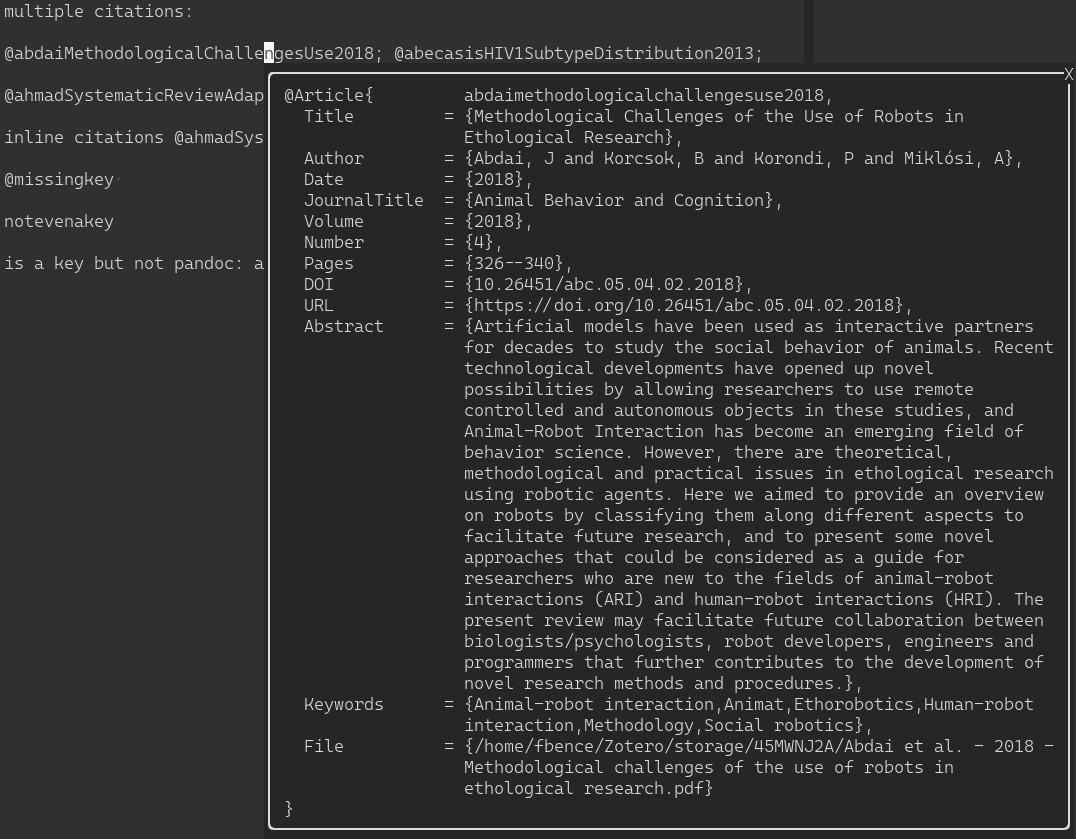 multiple citations:
@abdaiMethodologicalChallengesUse2018; @abecasisHIV1SubtypeDistribution2013;
X
@ahmadSystematicReviewAdap
inline citations @ahmadSys
@missingkey
notevenakey
is a key but not pandoc: a
@Article{ abdaimethodologicalchallengesuse2018,
Title = {Methodological Challenges of the Use of Robots in
Ethological Research},
Author = {Abdai, J and Korcsok, B and Korondi, P and Miklósi, A},
Date = {2018},
JournalTitle = {Animal Behavior and Cognition},
Volume = {2018},
Number = {4},
Pages = {326--340},
DOI = {10.26451/abc.05.04.02.2018},
URL = {https://doi.org/10.26451/abc.05.04.02.2018},
Abstract = {Artificial models have been used as interactive partners
for decades to study the social behavior of animals. Recent
technological developments have opened up novel
possibilities by allowing researchers to use remote
controlled and autonomous objects in these studies, and
Animal-Robot Interaction has become an emerging field of
behavior science. However, there are theoretical,
methodological and practical issues in ethological research
using robotic agents. Here we aimed to provide an overview
on robots by classifying them along different aspects to
facilitate future research, and to present some novel
approaches that could be considered as a guide for
researchers who are new to the fields of animal-robot
interactions (ARI) and human-robot interactions (HRI). The
present review may facilitate future collaboration between
biologists/psychologists, robot developers, engineers and
programmers that further contributes to the development of
novel research methods and procedures.},
Keywords = {Animal-robot interaction,Animat,Ethorobotics,Human-robot
interaction,Methodology,Social robotics},
File = {/home/fbence/Zotero/storage/45MWNJ2A/Abdai et al. - 2018 -
Methodological challenges of the use of robots in
ethological research.pdf}
}